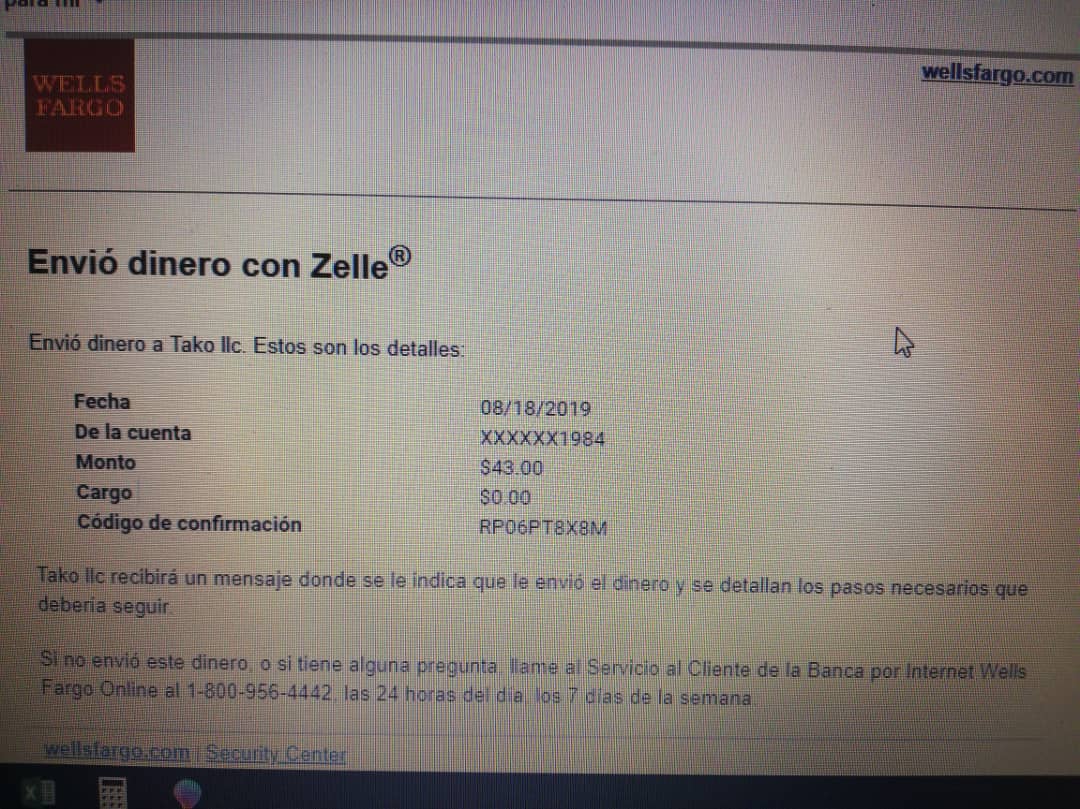 para mí
WELLS
FARGO
wellsfargo.com
Envió dinero con Zelle®
Envió dinero a Tako llc. Estos son los detalles:
Fecha 08/18/2019
De la cuenta XXXXXX1984
Monto $43.00
Cargo $0.00
Código de confirmación RP06PT8X8M
Tako llc recibirá un mensaje donde se le indica que le envió el dinero y se detallan los pasos necesarios que
debería seguir.
Si no envió este dinero, o si tiene alguna pregunta, llame al Servicio al Cliente de la Banca por Internet Wells
Fargo Online al 1-800-956-4442, las 24 horas del día, los 7 días de la semana.
wellsfargo.com | Security Center